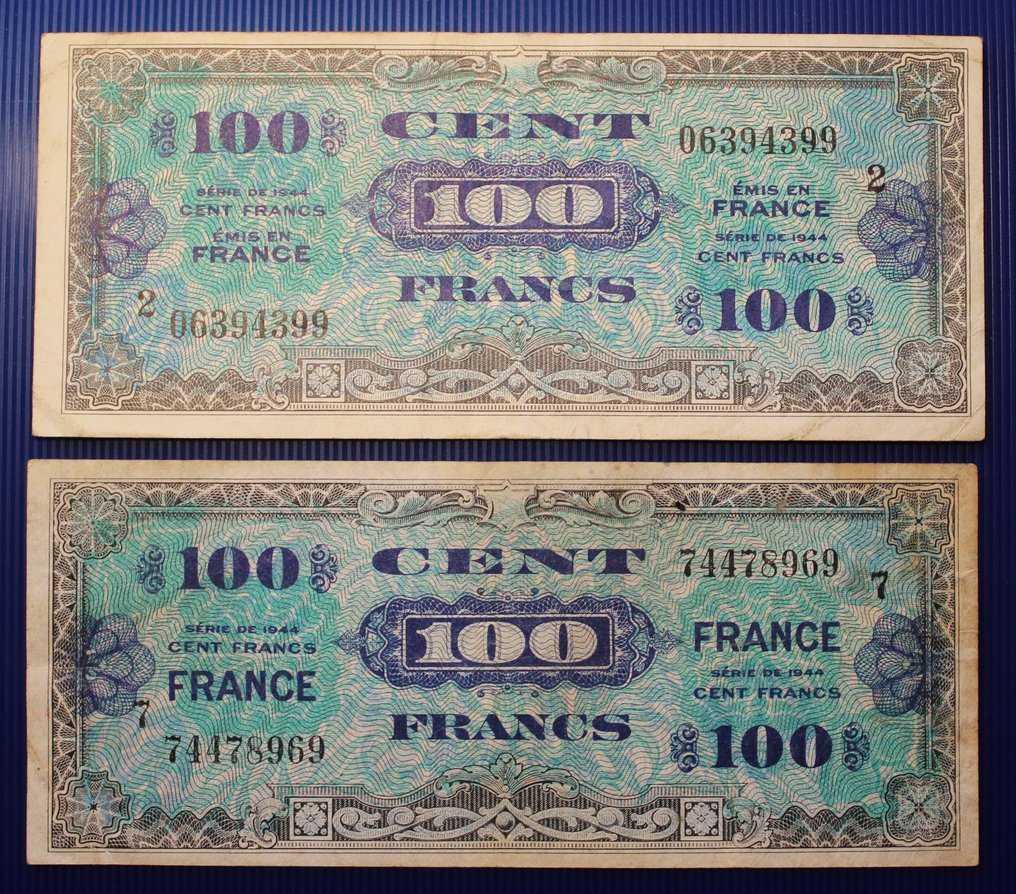 100 CENT 06394399
2
SÉRIE DE 1944 100 ÉMIS EN
CENT FRANCS FRANCE
ÉMIS EN SÉRIE DE 1944
FRANCE CENT FRANCS
FRANCS
2 100
06394399
100 CENT 74478969
7
SÉRIE DE 1944 100 FRANCE
CENT FRANCS SÉRIE DE 1944
FRANCE CENT FRANCS
7 FRANCS
74478969 100